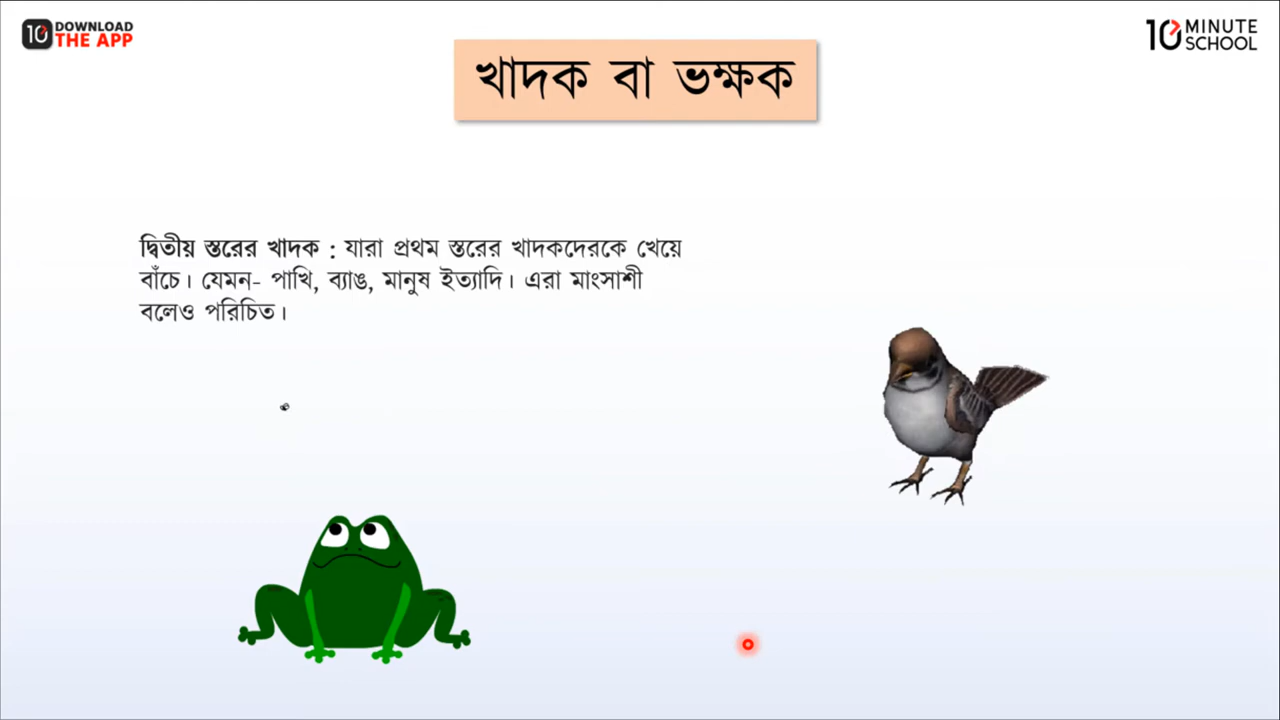 10 DOWNLOAD
THE APP
10 MINUTE
SCHOOL
খাদক বা ভক্ষক
দ্বিতীয় স্তরের খাদক : যারা প্রথম স্তরের খাদকদেরকে খেয়ে
বাঁচে। যেমন- পাখি, ব্যাঙ, মানুষ ইত্যাদি। এরা মাংসাশী
বলেও পরিচিত।